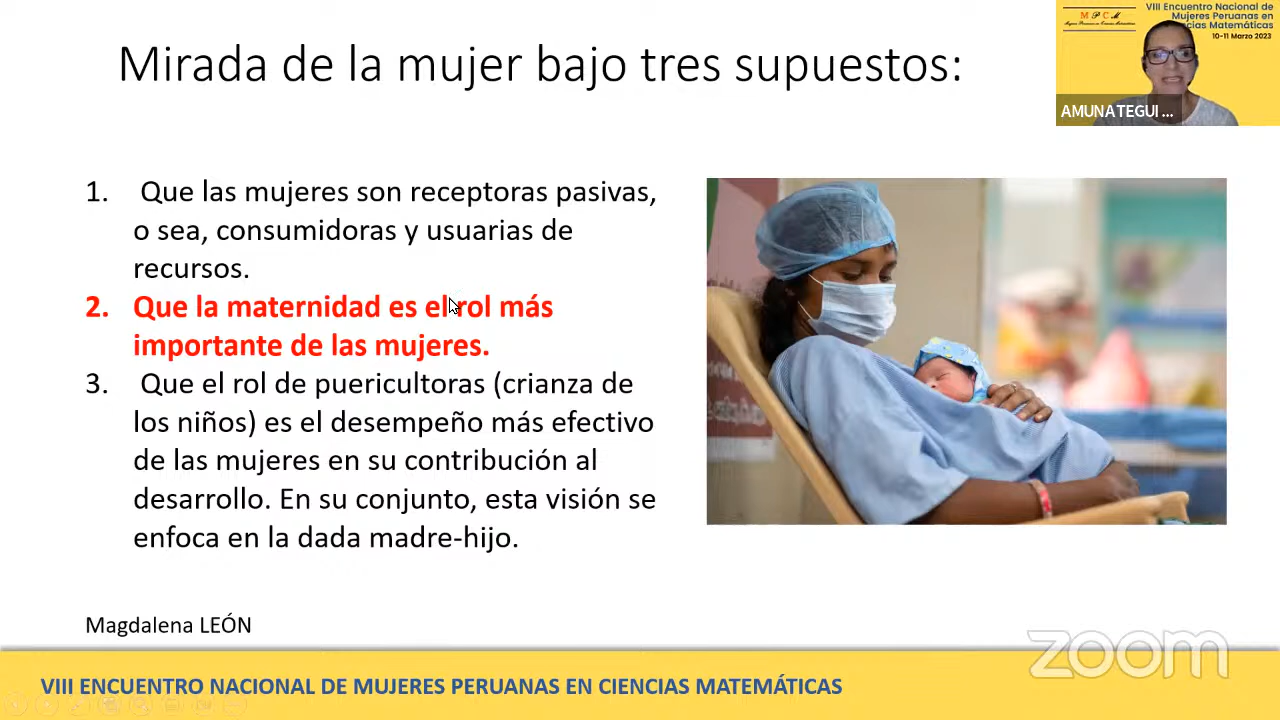 Mirada de la mujer bajo tres supuestos:
VIII Encuentro Nacional de
Mujeres Peruanas en
Ciencias Matemáticas
10-11 Marzo 2023
M P C M
AMUNATEGUI ...
1. Que las mujeres son receptoras pasivas,
o sea, consumidoras y usuarias de
recursos.
2. Que la maternidad es el rol más
importante de las mujeres.
3. Que el rol de puericultoras (crianza de
los niños) es el desempeño más efectivo
de las mujeres en su contribución al
desarrollo. En su conjunto, esta visión se
enfoca en la dada madre-hijo.
Magdalena LEÓN
zoom
VIII ENCUENTRO NACIONAL DE MUJERES PERUANAS EN CIENCIAS MATEMÁTICAS